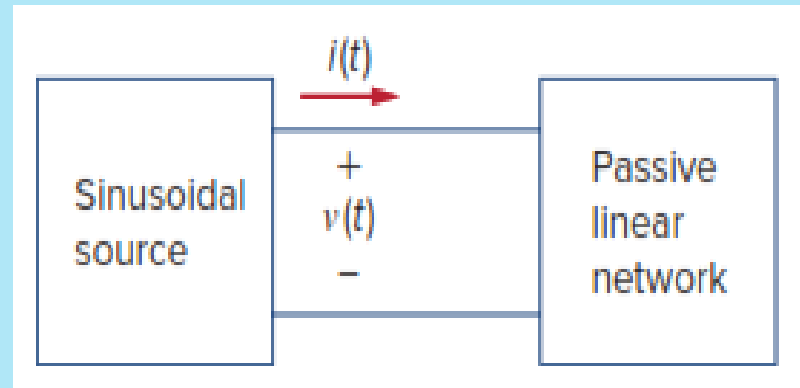 i(t)
Sinusoidal
source
+
v(t)
−
Passive
linear
network